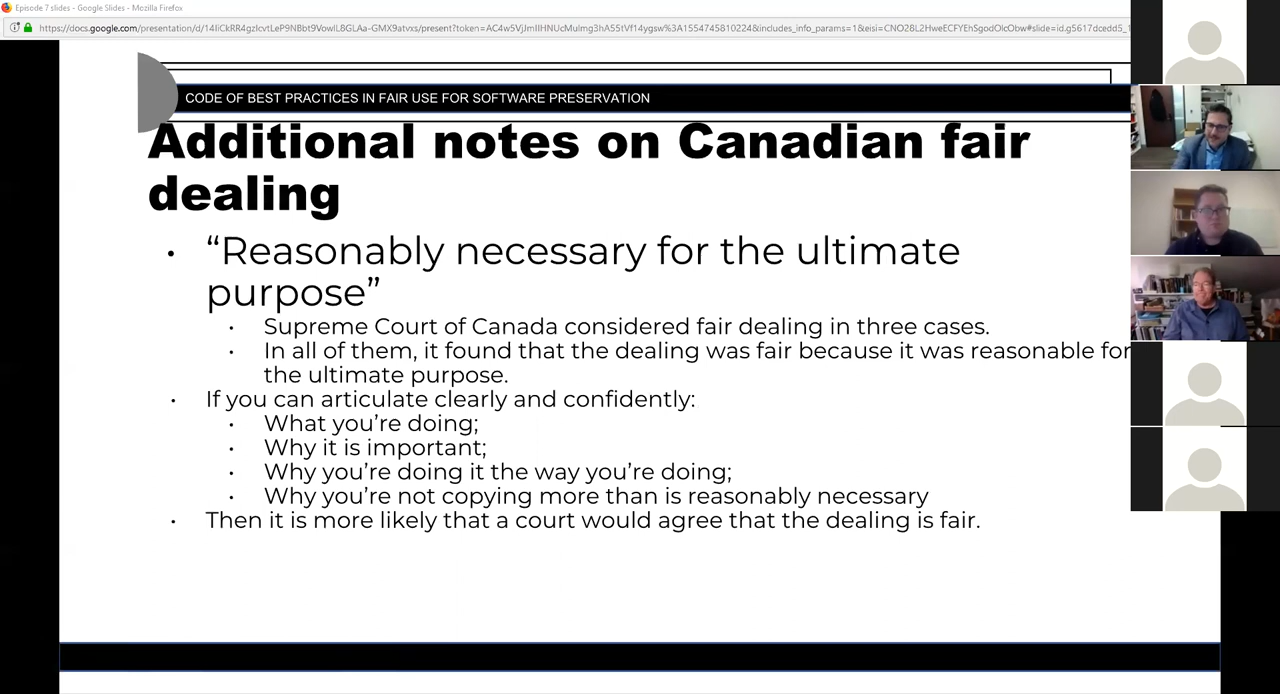 Episode 7 slides - Google Slides - Mozilla Firefox
CODE OF BEST PRACTICES IN FAIR USE FOR SOFTWARE PRESERVATION
Additional notes on Canadian fair
dealing
• “Reasonably necessary for the ultimate
purpose”
• Supreme Court of Canada considered fair dealing in three cases.
• In all of them, it found that the dealing was fair because it was reasonable for
the ultimate purpose.
• If you can articulate clearly and confidently:
• What you’re doing;
• Why it is important;
• Why you’re doing it the way you’re doing;
• Why you’re not copying more than is reasonably necessary
• Then it is more likely that a court would agree that the dealing is fair.